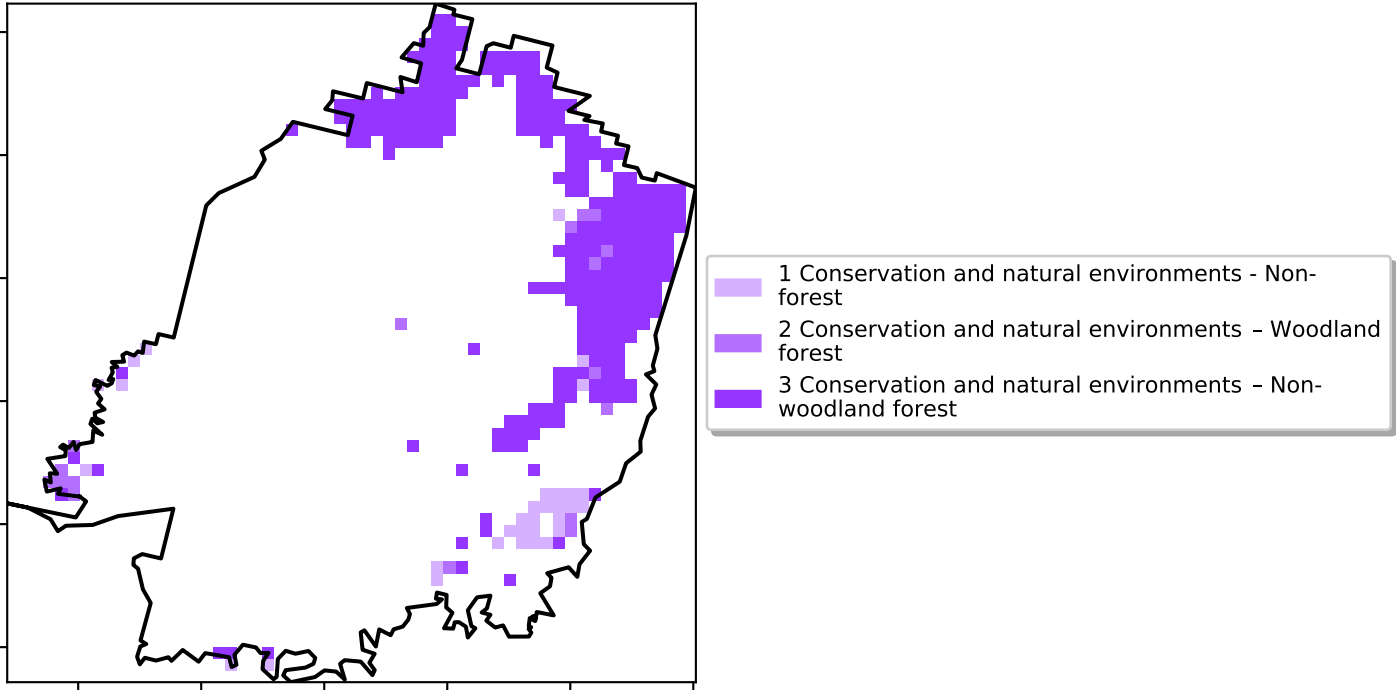 1 Conservation and natural environments - Non-
forest
2 Conservation and natural environments – Woodland
forest
3 Conservation and natural environments – Non-
woodland forest